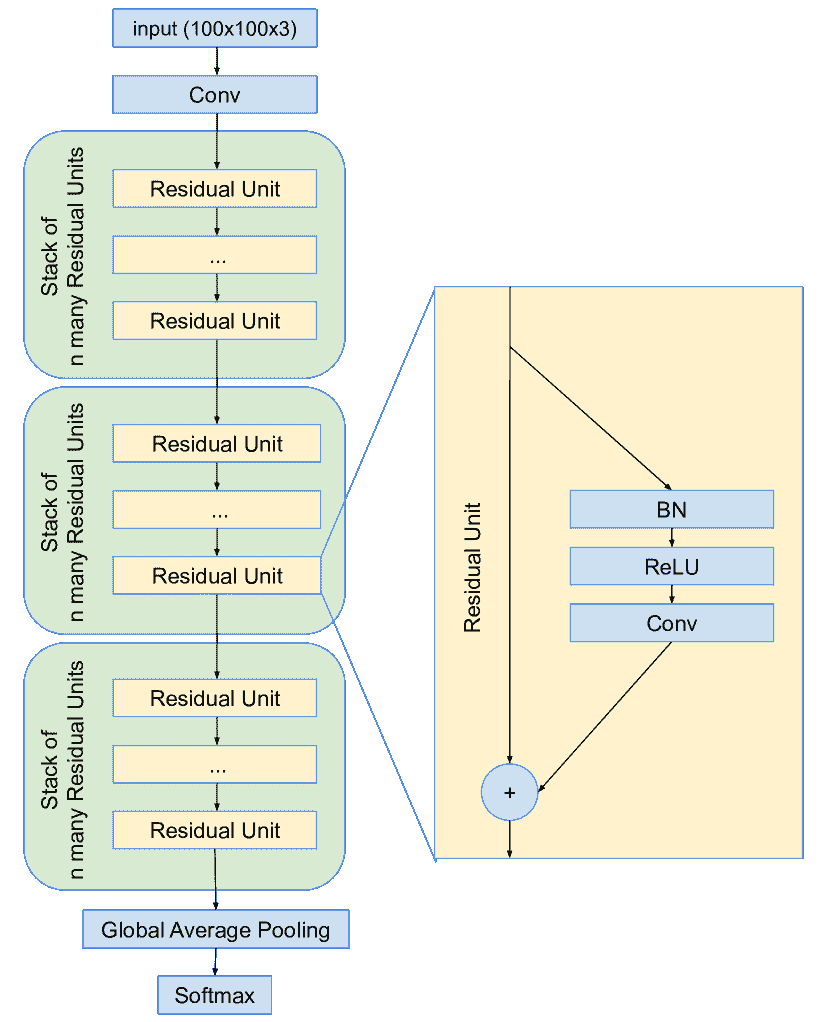 input (100x100x3)
Conv
Stack of
n many Residual Units
Residual Unit
...
Residual Unit
Stack of
n many Residual Units
Residual Unit
...
Residual Unit
Stack of
n many Residual Units
Residual Unit
...
Residual Unit
Global Average Pooling
Softmax
Residual Unit
BN
ReLU
Conv
+